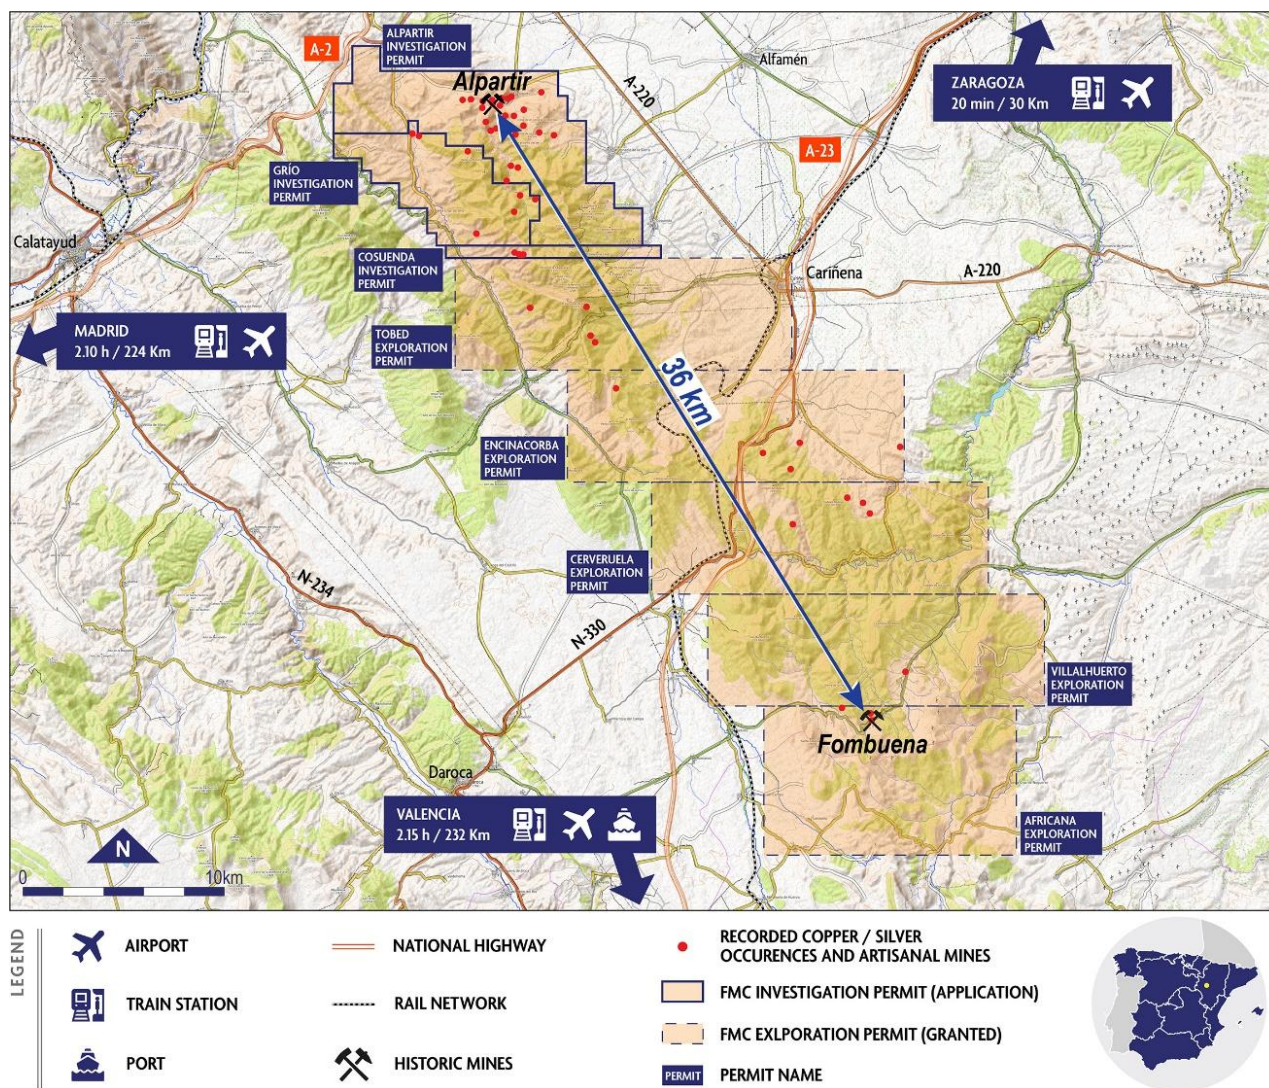 ALPARTIR
INVESTIGATION
PERMIT
A-2
Alpartir
A-220
Alfamén
ZARAGOZA
20 min / 30 Km
A-23
GRÍO
INVESTIGATION
PERMIT
Calatayud
COSUENDA
INVESTIGATION
PERMIT
Cariñena
A-220
MADRID
2.10 h / 224 Km
TOBED
EXPLORATION
PERMIT
36 km
ENCINACORBA
EXPLORATION
PERMIT
CERVERUELA
EXPLORATION
PERMIT
N-234
N-330
VILLALHUERTO
EXPLORATION
PERMIT
Fombuena
Daroca
VALENCIA
2.15 h / 232 Km
AFRICANA
EXPLORATION
PERMIT
N
0 10km
LEGEND
AIRPORT
TRAIN STATION
PORT
NATIONAL HIGHWAY
RAIL NETWORK
HISTORIC MINES
RECORDED COPPER / SILVER
OCCURENCES AND ARTISANAL MINES
FMC INVESTIGATION PERMIT (APPLICATION)
FMC EXLPORATION PERMIT (GRANTED)
PERMIT PERMIT NAME